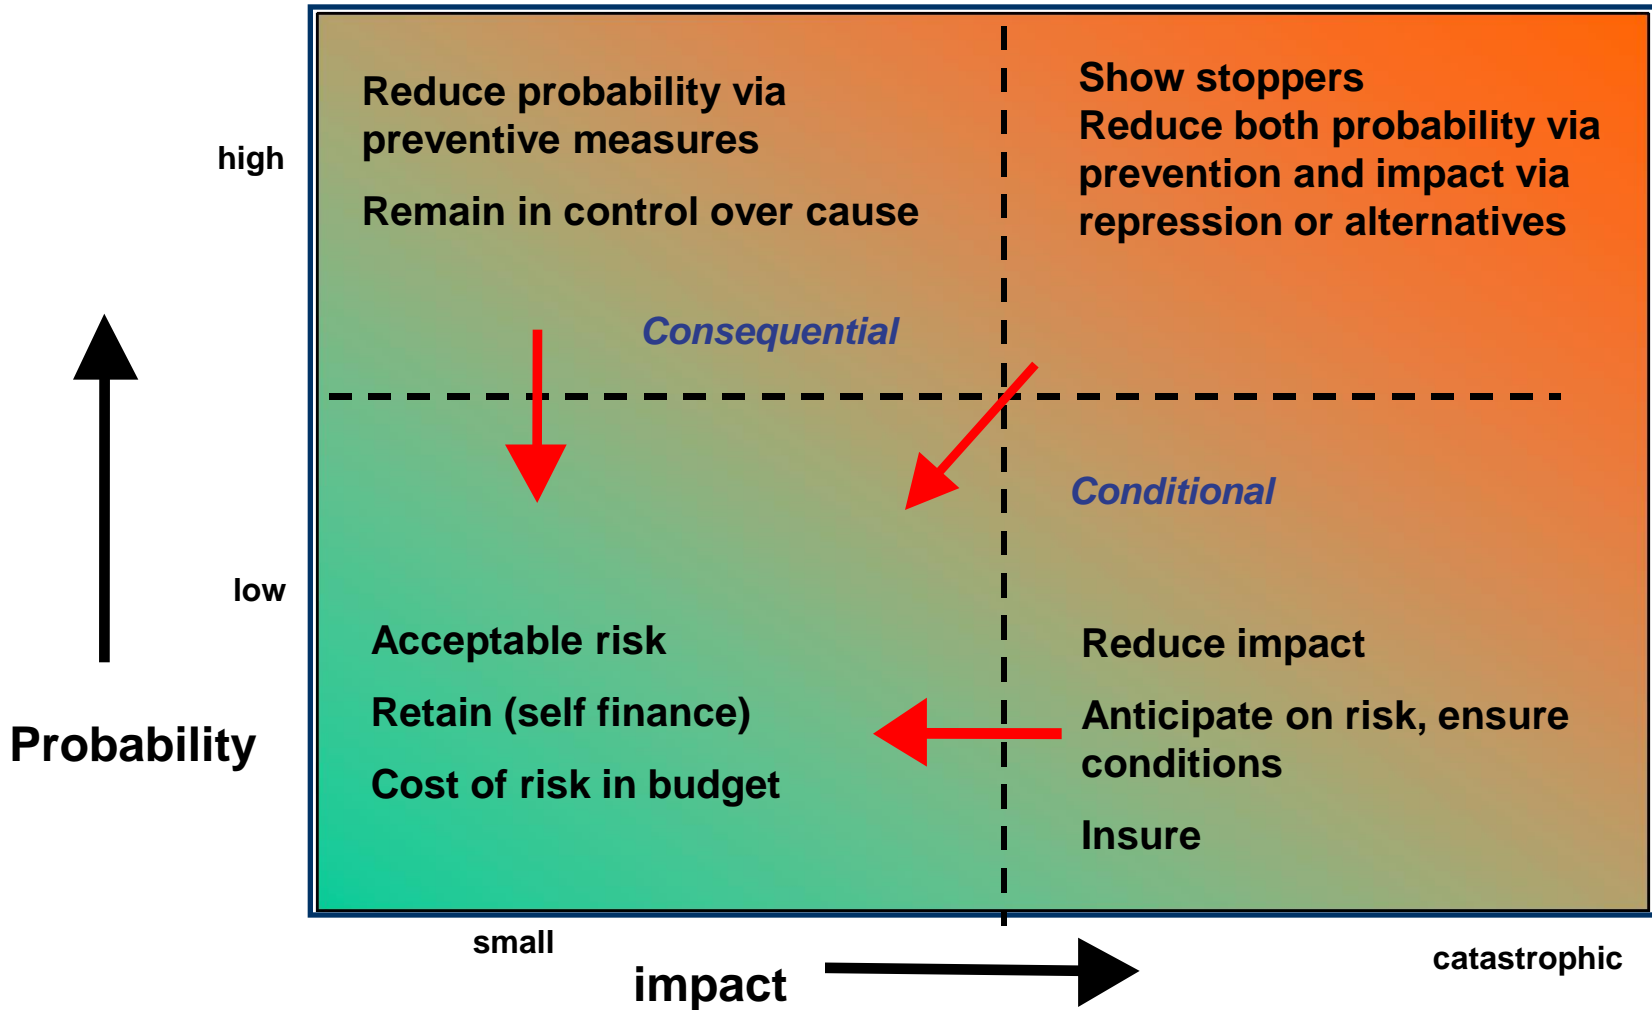 Reduce probability via
preventive measures
Remain in control over cause
Show stoppers
Reduce both probability via
prevention and impact via
repression or alternatives
high
Consequential
Conditional
low
Acceptable risk
Retain (self finance)
Cost of risk in budget
Reduce impact
Anticipate on risk, ensure
conditions
Insure
Probability
small
impact
catastrophic